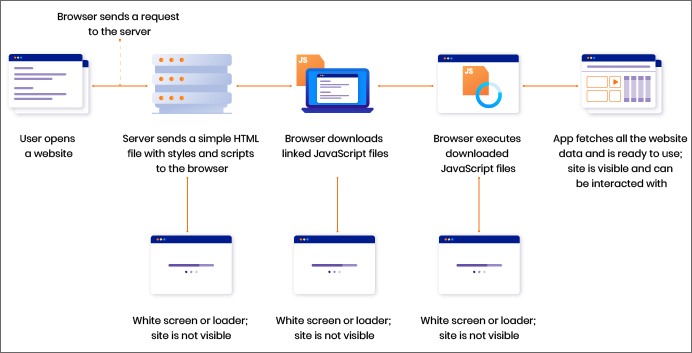 Browser sends a request
to the server
JS
JS
User opens
a website
Server sends a simple HTML
file with styles and scripts
to the browser
Browser downloads
linked JavaScript files
Browser executes
downloaded
JavaScript files
App fetches all the website
data and is ready to use;
site is visible and can
be interacted with
White screen or loader;
site is not visible
White screen or loader;
site is not visible
White screen or loader;
site is not visible